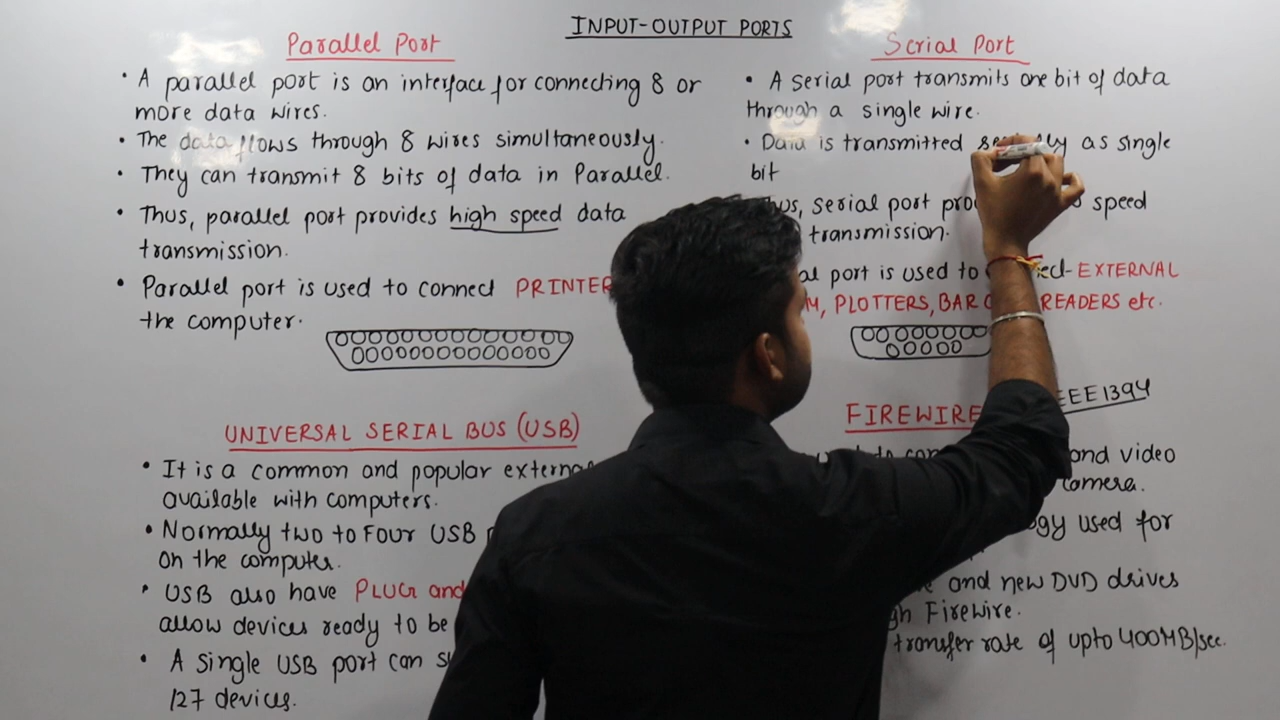 INPUT-OUTPUT PORTS
Parallel Port
• A parallel port is an interface for connecting 8 or
more data wires.
• The data flows through 8 wires simultaneously.
• They can transmit 8 bits of data in Parallel.
• Thus, parallel port provides high speed data
transmission.
• Parallel port is used to connect PRINTER
the computer.
Serial Port
• A serial port transmits one bit of data
through a single wire.
• Data is transmitted as single
bit
serial port speed
transmission.
port is used to EXTERNAL
PLOTTERS, BAR READERS etc.
UNIVERSAL SERIAL BUS (USB)
• It is a common and popular external
available with computers.
• Normally two to Four USB
on the computer.
• USB also have PLUG and
allow devices ready to be
• A single USB port can
127 devices.
FIREWIRE IEEE1394
and video
camera.
used for
and new DVD drives
FireWire.
transfer rate of upto 400MB/sec.